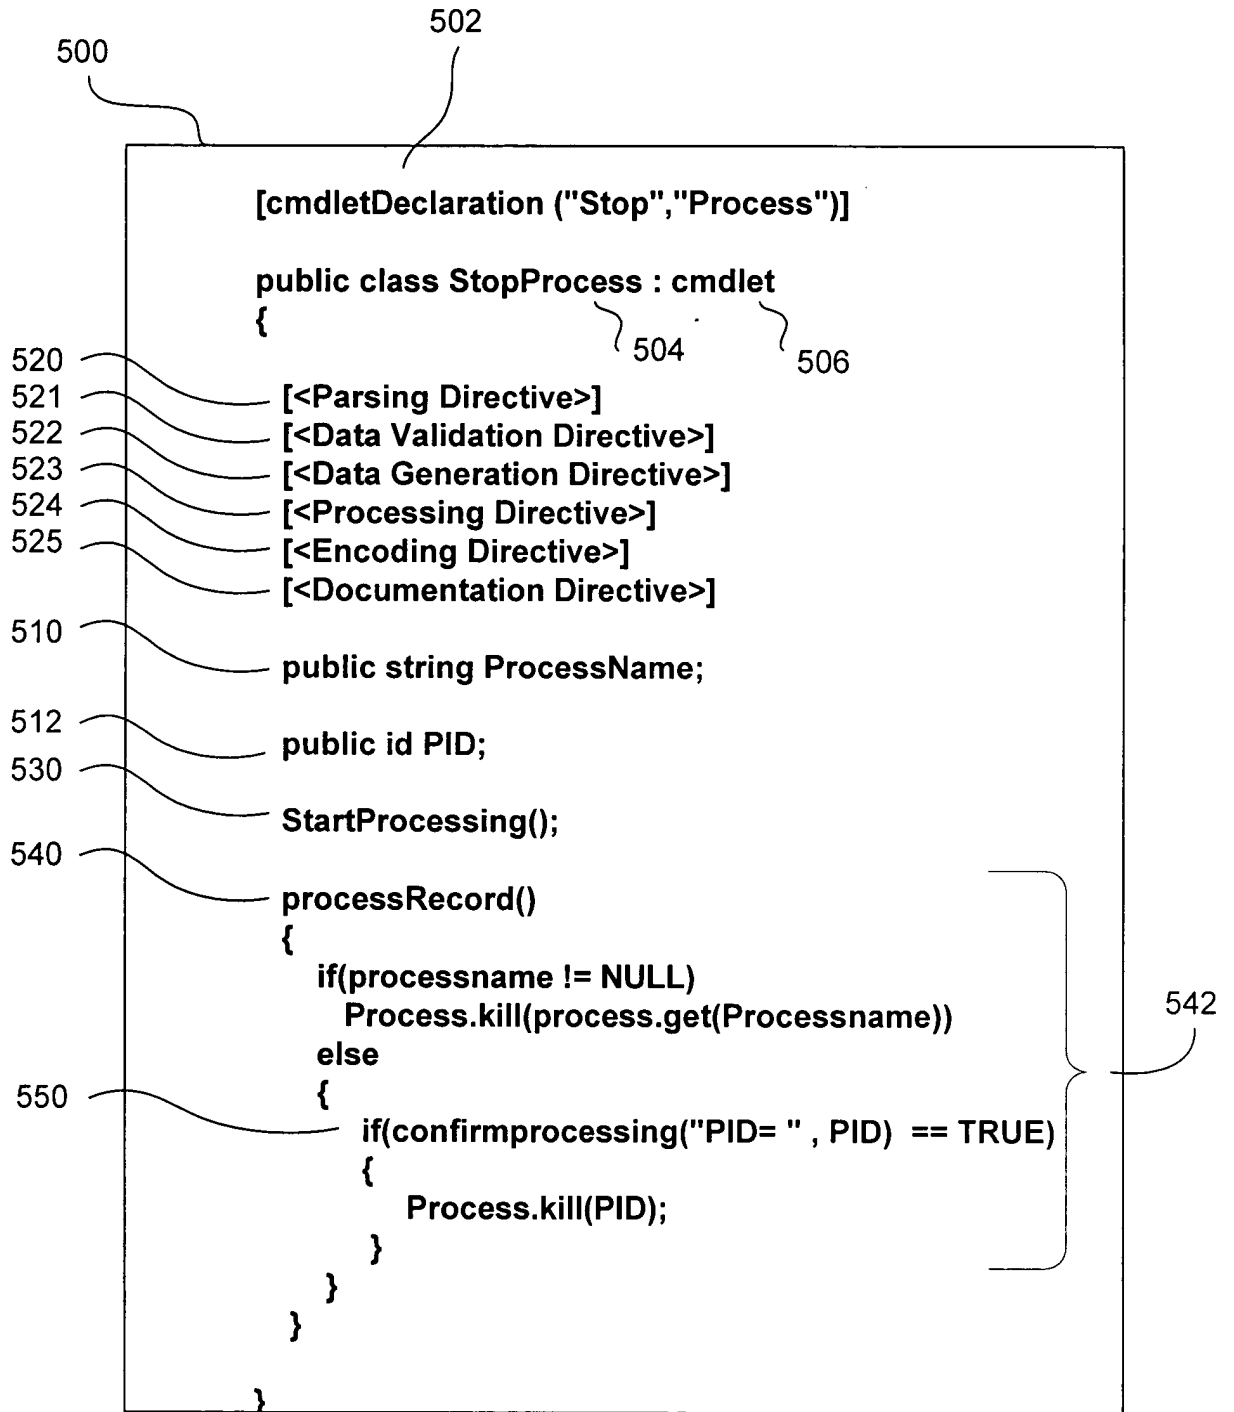 502
500
[cmdletDeclaration ("Stop","Process")]
public class StopProcess : cmdlet
{
504
506
520
[<Parsing Directive>]
521
[<Data Validation Directive>]
522
[<Data Generation Directive>]
523
[<Processing Directive>]
524
[<Encoding Directive>]
525
[<Documentation Directive>]
510
public string ProcessName;
512
public id PID;
530
StartProcessing();
540
processRecord()
{
if(processname != NULL)
Process.kill(process.get(Processname))
542
else
{
550
if(confirmprocessing("PID= " , PID) == TRUE)
{
Process.kill(PID);
}
}
}
}